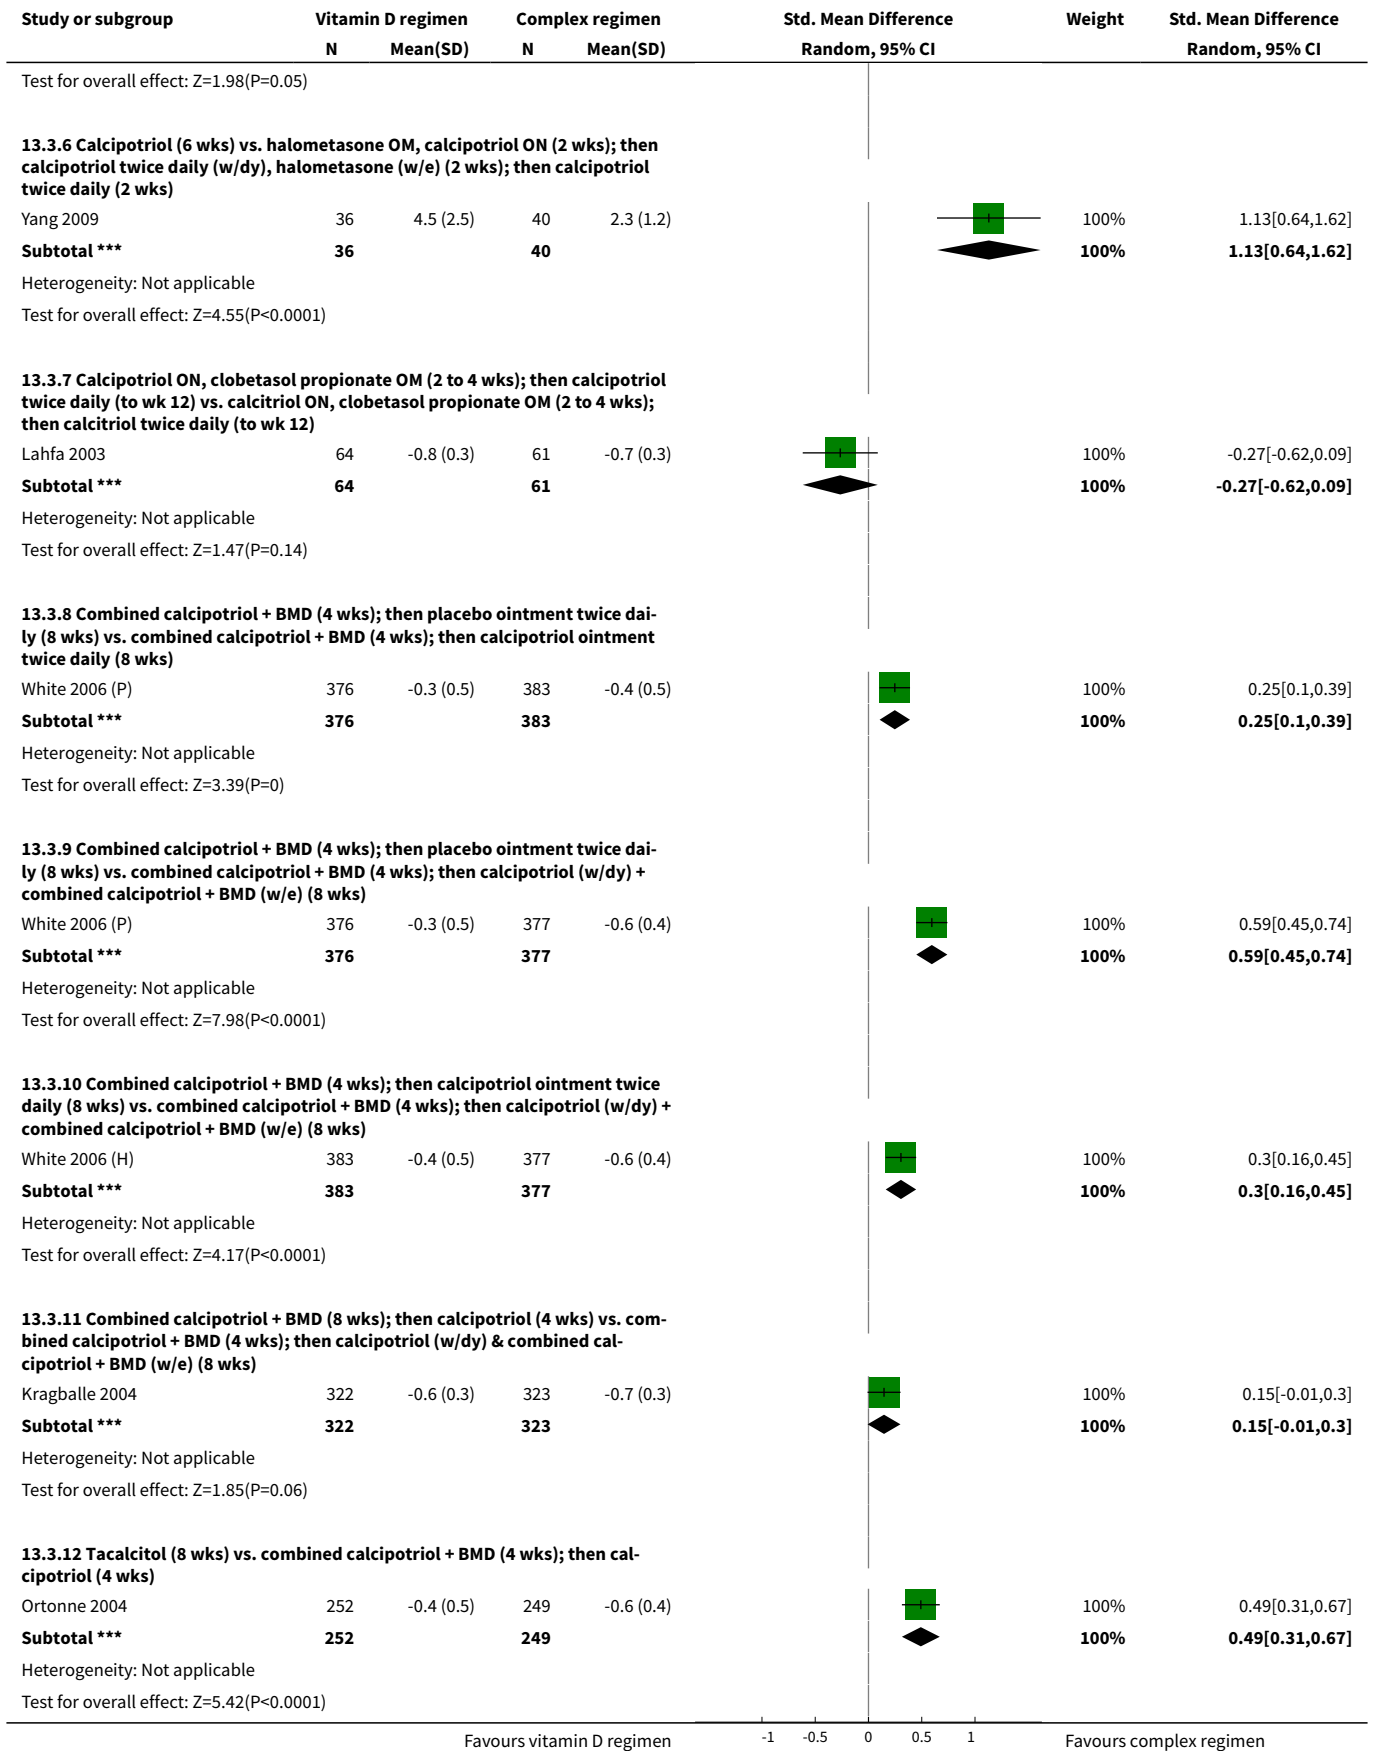 Study or subgroup Vitamin D regimen Complex regimen Std. Mean Difference Weight Std. Mean Difference
N Mean(SD) N Mean(SD) Random, 95% CI Random, 95% CI
Test for overall effect: Z=1.98(P=0.05)
13.3.6 Calcipotriol (6 wks) vs. halometasone OM, calcipotriol ON (2 wks); then
calcipotriol twice daily (w/dy), halometasone (w/e) (2 wks); then calcipotriol
twice daily (2 wks)
Yang 2009 36 4.5 (2.5) 40 2.3 (1.2) 100% 1.13[0.64,1.62]
Subtotal *** 36 40 100% 1.13[0.64,1.62]
Heterogeneity: Not applicable
Test for overall effect: Z=4.55(P<0.0001)
13.3.7 Calcipotriol ON, clobetasol propionate OM (2 to 4 wks); then calcipotriol
twice daily (to wk 12) vs. calcitriol ON, clobetasol propionate OM (2 to 4 wks);
then calcitriol twice daily (to wk 12)
Lahfa 2003 64 -0.8 (0.3) 61 -0.7 (0.3) 100% -0.27[-0.62,0.09]
Subtotal *** 64 61 100% -0.27[-0.62,0.09]
Heterogeneity: Not applicable
Test for overall effect: Z=1.47(P=0.14)
13.3.8 Combined calcipotriol + BMD (4 wks); then placebo ointment twice dai-
ly (8 wks) vs. combined calcipotriol + BMD (4 wks); then calcipotriol ointment
twice daily (8 wks)
White 2006 (P) 376 -0.3 (0.5) 383 -0.4 (0.5) 100% 0.25[0.1,0.39]
Subtotal *** 376 383 100% 0.25[0.1,0.39]
Heterogeneity: Not applicable
Test for overall effect: Z=3.39(P=0)
13.3.9 Combined calcipotriol + BMD (4 wks); then placebo ointment twice dai-
ly (8 wks) vs. combined calcipotriol + BMD (4 wks); then calcipotriol (w/dy) +
combined calcipotriol + BMD (w/e) (8 wks)
White 2006 (P) 376 -0.3 (0.5) 377 -0.6 (0.4) 100% 0.59[0.45,0.74]
Subtotal *** 376 377 100% 0.59[0.45,0.74]
Heterogeneity: Not applicable
Test for overall effect: Z=7.98(P<0.0001)
13.3.10 Combined calcipotriol + BMD (4 wks); then calcipotriol ointment twice
daily (8 wks) vs. combined calcipotriol + BMD (4 wks); then calcipotriol (w/dy) +
combined calcipotriol + BMD (w/e) (8 wks)
White 2006 (H) 383 -0.4 (0.5) 377 -0.6 (0.4) 100% 0.3[0.16,0.45]
Subtotal *** 383 377 100% 0.3[0.16,0.45]
Heterogeneity: Not applicable
Test for overall effect: Z=4.17(P<0.0001)
13.3.11 Combined calcipotriol + BMD (8 wks); then calcipotriol (4 wks) vs. com-
bined calcipotriol + BMD (4 wks); then calcipotriol (w/dy) & combined cal-
cipotriol + BMD (w/e) (8 wks)
Kragballe 2004 322 -0.6 (0.3) 323 -0.7 (0.3) 100% 0.15[-0.01,0.3]
Subtotal *** 322 323 100% 0.15[-0.01,0.3]
Heterogeneity: Not applicable
Test for overall effect: Z=1.85(P=0.06)
13.3.12 Tacalcitol (8 wks) vs. combined calcipotriol + BMD (4 wks); then cal-
cipotriol (4 wks)
Ortonne 2004 252 -0.4 (0.5) 249 -0.6 (0.4) 100% 0.49[0.31,0.67]
Subtotal *** 252 249 100% 0.49[0.31,0.67]
Heterogeneity: Not applicable
Test for overall effect: Z=5.42(P<0.0001)
Favours vitamin D regimen -1 -0.5 0 0.5 1 Favours complex regimen